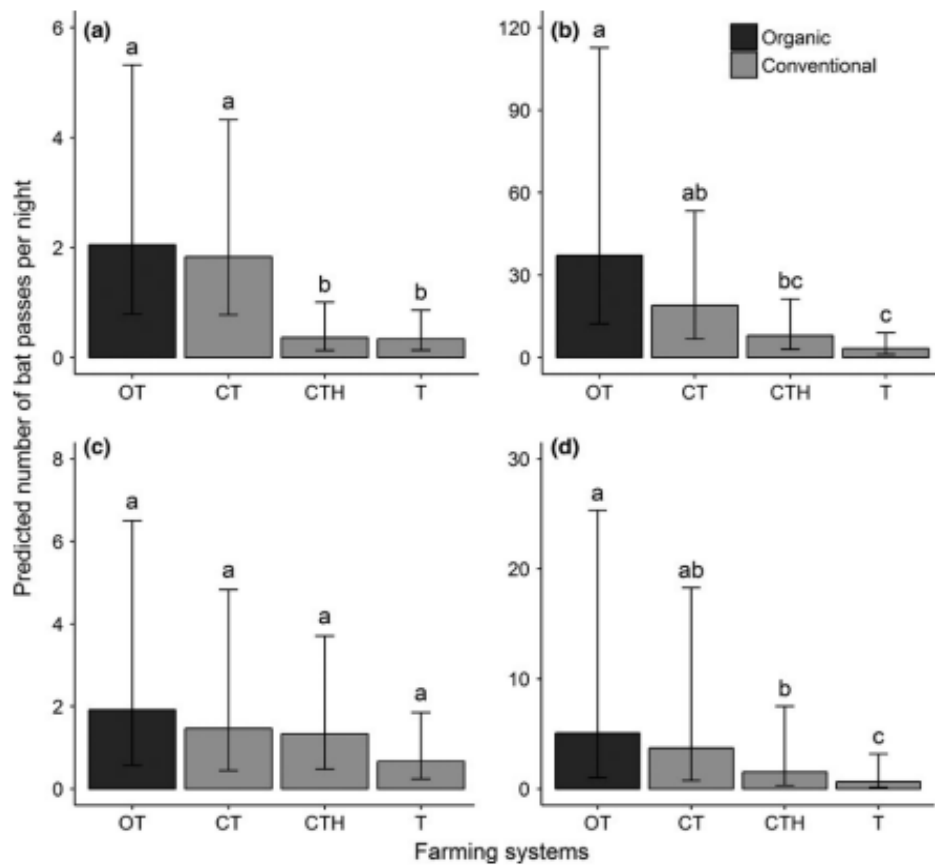 (a)
6
4
2
0
a
a
b
b
OT CT CTH T
(b)
120
90
60
30
0
a
ab
bc
c
Organic
Conventional
OT CT CTH T
(c)
8
6
4
2
0
a
a
a
a
OT CT CTH T
(d)
30
20
10
0
a
ab
b
c
OT CT CTH T
Predicted number of bat passes per night
Farming systems